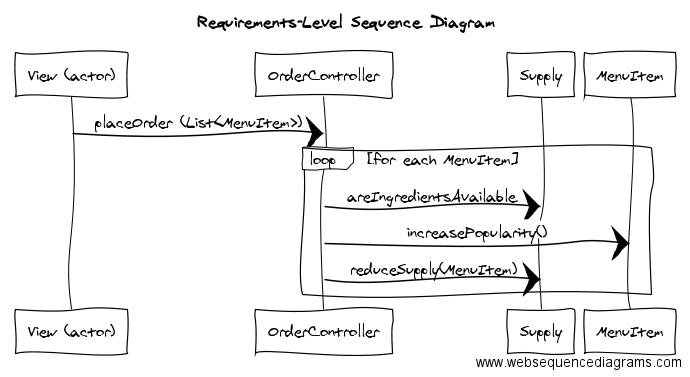 Requirements-Level Sequence Diagram
View (actor)
OrderController
Supply
MenuItem
placeOrder (List<MenuItem>)
loop
[for each MenuItem]
areIngredientsAvailable
increasePopularity()
reduceSupply(MenuItem)
View (actor)
OrderController
Supply
MenuItem
www.websequencediagrams.com